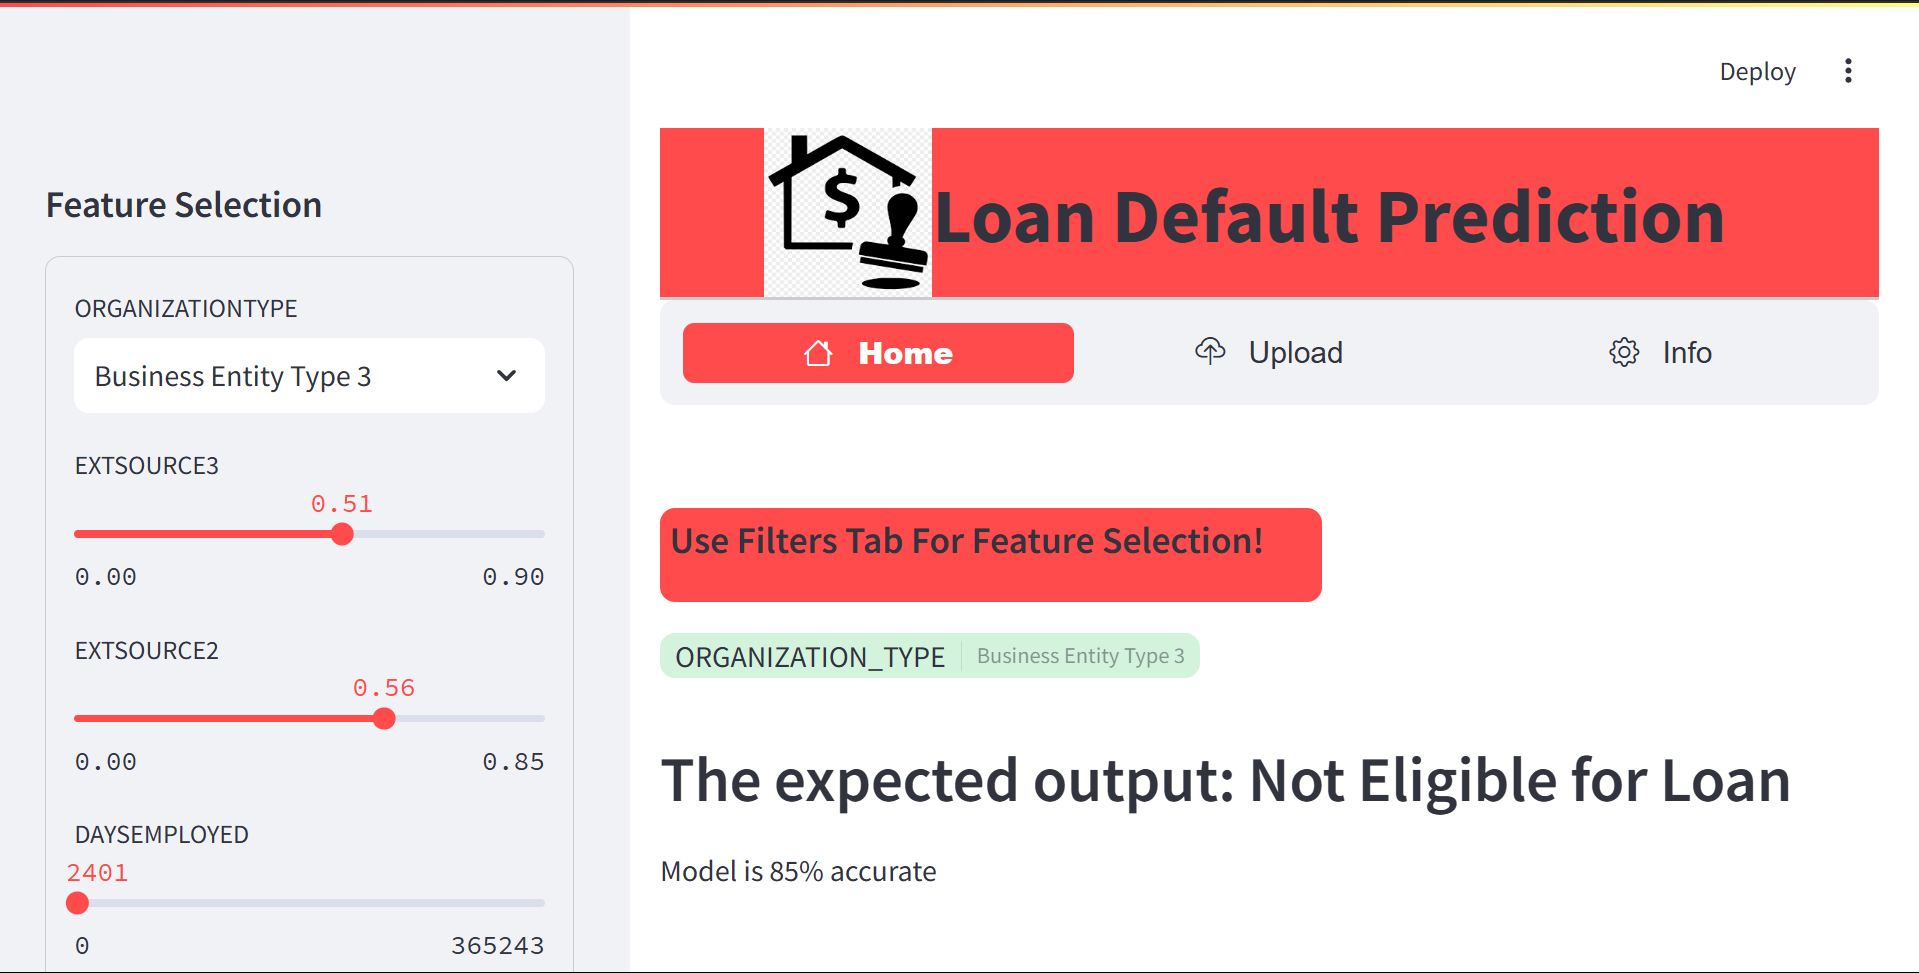 Deploy
Feature Selection
ORGANIZATIONTYPE
Business Entity Type 3
EXTSOURCE3
0.51
0.00 0.90
EXTSOURCE2
0.56
0.00 0.85
DAYSEMPLOYED
2401
0 365243
$
Loan Default Prediction
Home Upload Info
Use Filters Tab For Feature Selection!
ORGANIZATION_TYPE Business Entity Type 3
The expected output: Not Eligible for Loan
Model is 85% accurate